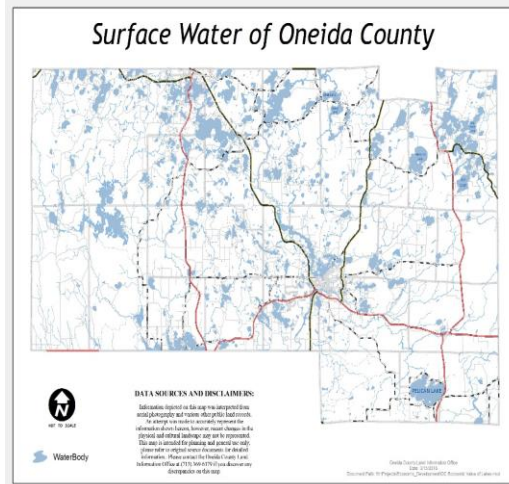 Surface Water of Oneida County
PELICAN LAKE
N
NOT TO SCALE
WaterBody
DATA SOURCES AND DISCLAIMERS:
Information depicted on this map was interpreted from
aerial photography and various other public land records.
An attempt was made to accurately represent the
information shown hereon, however, recent changes in the
physical and cultural landscape may not be represented.
This map is intended for planning and general use only,
please refer to original source documents for detailed
information. Please contact the Oneida County Land
Information Office at (715) 369-6179 if you discover any
discrepancies on this map.
Oneida County Land Information Office